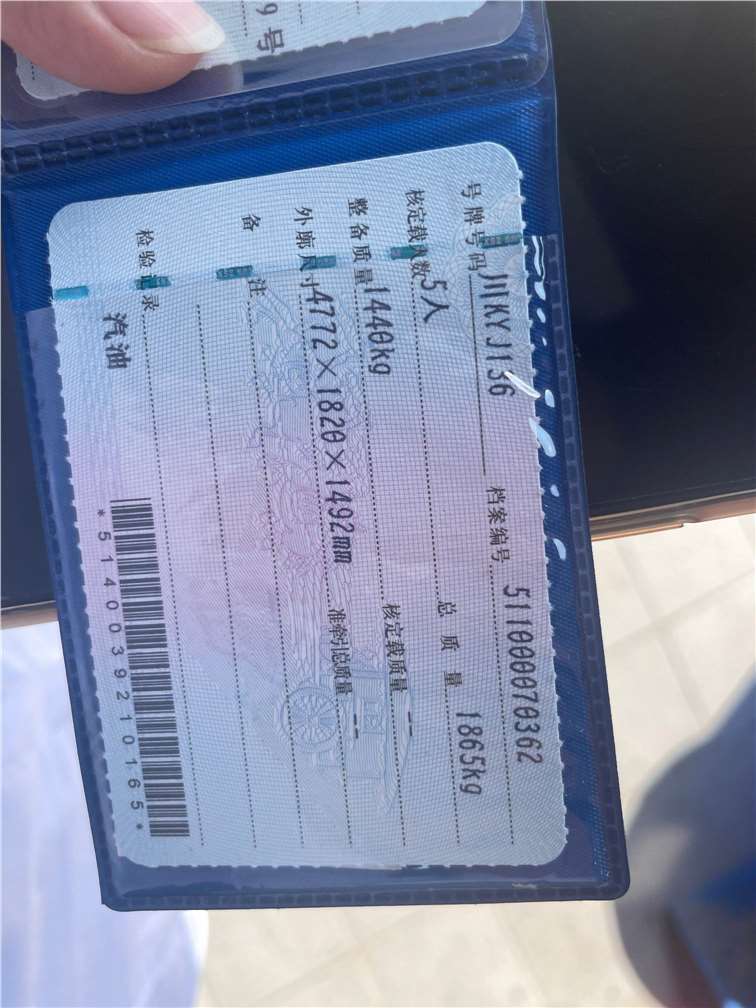 9号
号牌号码 川KYJ136 档案编号 511000070362
核定载人数 5人 总质量 1865kg
整备质量 1440kg 核定载质量 --
外廓尺寸 4772×1820×1492mm 准牵引总质量 --
备注
检验记录
汽油
*5140039210165*